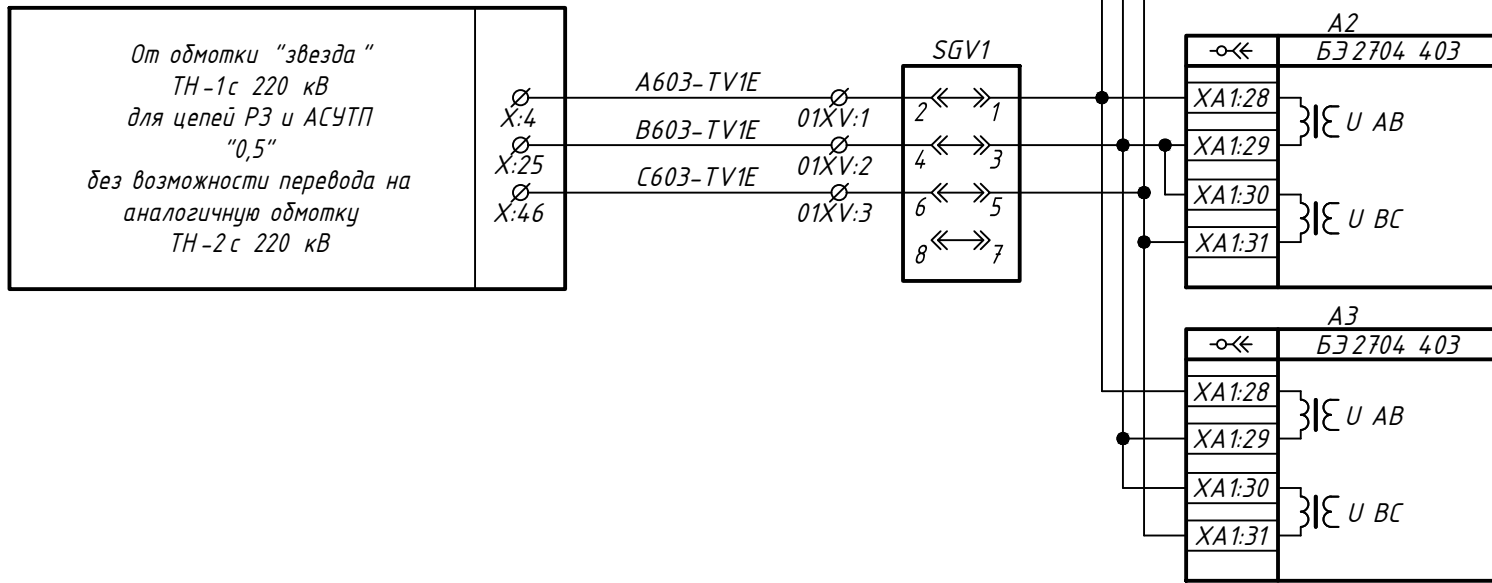 От обмотки "звезда"
ТН-1с 220 кВ
для цепей РЗ и АСУТП
"0,5"
без возможности перевода на
аналогичную обмотку
ТН-2с 220 кВ
X:4
X:25
X:46
A603-TV1E
B603-TV1E
C603-TV1E
01XV:1
01XV:2
01XV:3
SGV1
2 1
4 3
6 5
8 7
A2
БЭ2704 403
XA1:28
XA1:29
U AB
XA1:30
XA1:31
U BC
A3
БЭ2704 403
XA1:28
XA1:29
U AB
XA1:30
XA1:31
U BC